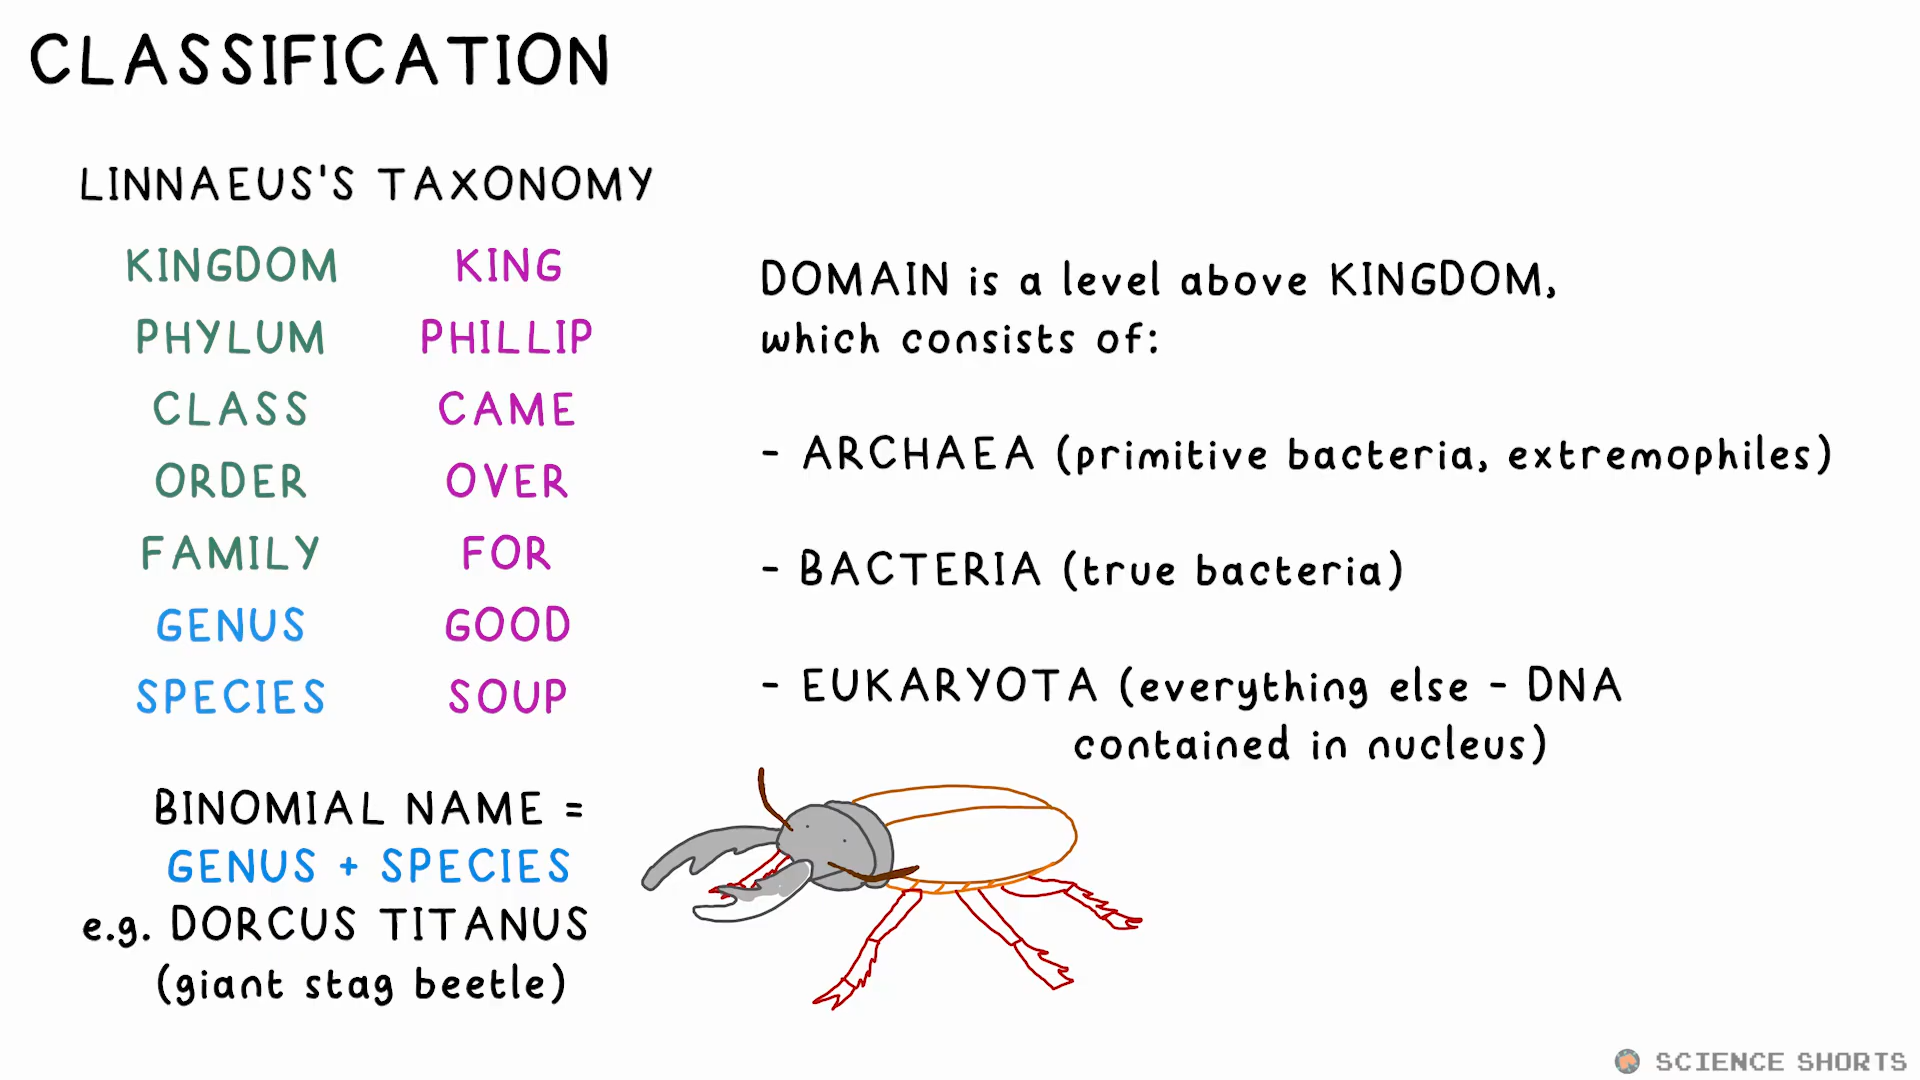 CLASSIFICATION
LINNAEUS'S TAXONOMY
KINGDOM KING
PHYLUM PHILLIP
CLASS CAME
ORDER OVER
FAMILY FOR
GENUS GOOD
SPECIES SOUP
BINOMIAL NAME =
GENUS + SPECIES
e.g. DORCUS TITANUS
(giant stag beetle)
DOMAIN is a level above KINGDOM,
which consists of:
- ARCHAEA (primitive bacteria, extremophiles)
- BACTERIA (true bacteria)
- EUKARYOTA (everything else - DNA
contained in nucleus)
SCIENCE SHORTS